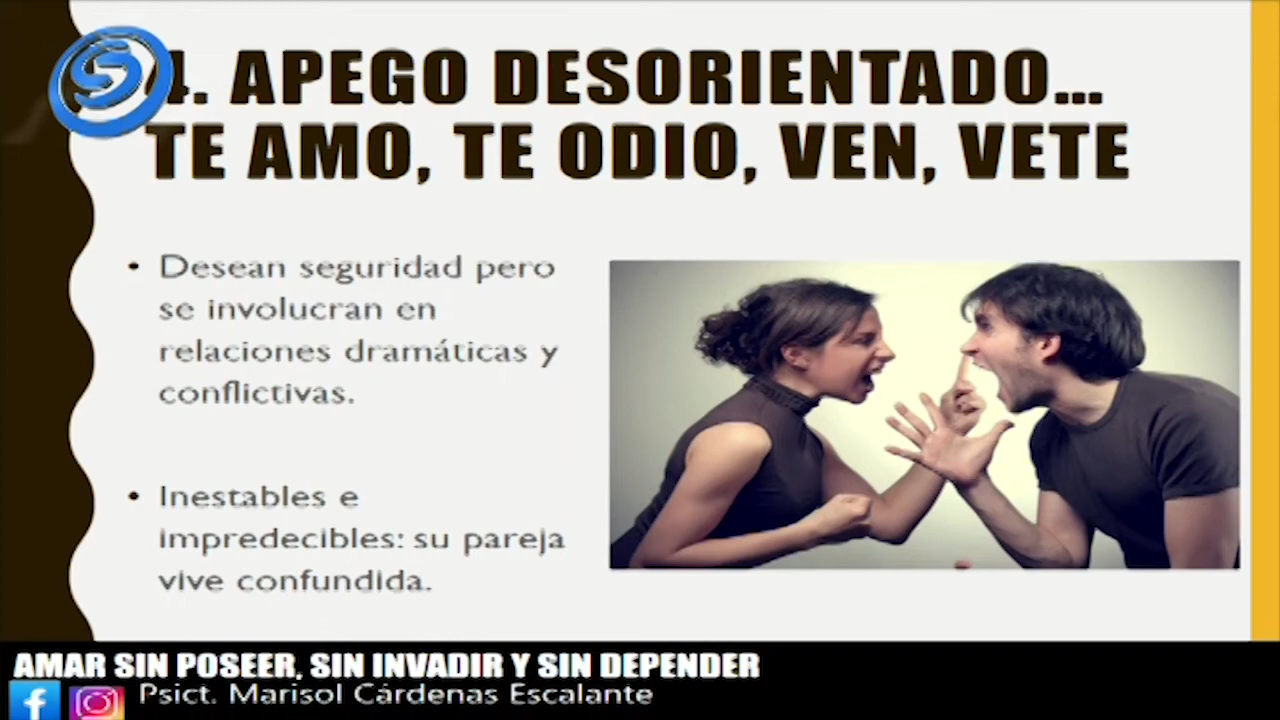 4. APEGO DESORIENTADO...
TE AMO, TE ODIO, VEN, VETE
• Desean seguridad pero
se involucran en
relaciones dramáticas y
conflictivas.
• Inestables e
impredecibles: su pareja
vive confundida.
AMAR SIN POSEER, SIN INVADIR Y SIN DEPENDER
Psict. Marisol Cárdenas Escalante